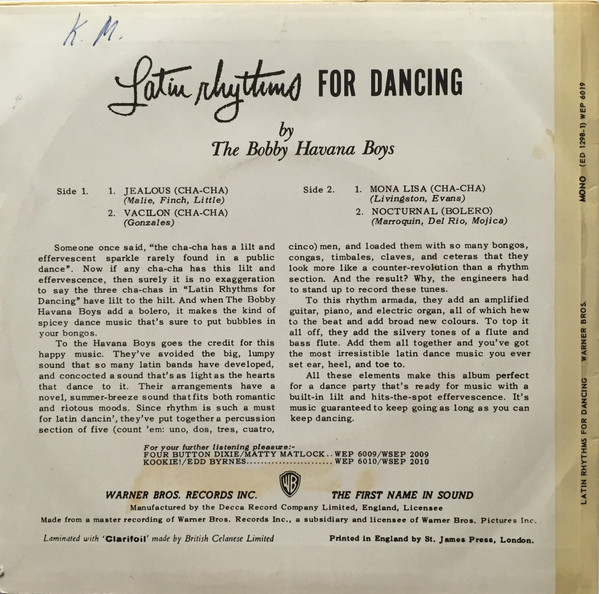 K. M.
Latin rhythms FOR DANCING
by
The Bobby Havana Boys
Side 1. 1. JEALOUS (CHA-CHA)
(Malie, Finch, Little)
2. VACILON (CHA-CHA)
(Gonzales)
Side 2. 1. MONA LISA (CHA-CHA)
(Livingston, Evans)
2. NOCTURNAL (BOLERO)
(Marroquin, Del Rio, Mojica)
Someone once said, "the cha-cha has a lilt and
effervescent sparkle rarely found in a public
dance". Now if any cha-cha has this lilt and
effervescence, then surely it is no exaggeration
to say the three cha-chas in "Latin Rhythms for
Dancing" have lilt to the hilt. And when The Bobby
Havana Boys add a bolero, it makes the kind of
spicey dance music that's sure to put bubbles in
your bongos.
To the Havana Boys goes the credit for this
happy music. They've avoided the big, lumpy
sound that so many latin bands have developed,
and concocted a sound that's as light as the hearts
that dance to it. Their arrangements have a
novel, summer-breeze sound that fits both romantic
and riotous moods. Since rhythm is such a must
for latin dancin', they've put together a percussion
section of five (count 'em: uno, dos, tres, cuatro,
cinco) men, and loaded them with so many bongos,
congas, timbales, claves, and ceteras that they
look more like a counter-revolution than a rhythm
section. And the result? Why, the engineers had
to stand up to record these tunes.
To this rhythm armada, they add an amplified
guitar, piano, and electric organ, all of which hew
to the beat and add broad new colours. To top it
all off, add the silvery tones of a flute and
bass flute. Add them all together and you've got
the most irresistible latin dance music you ever
set ear, heel, and toe to.
All these elements make this album perfect
for a dance party that's ready for music with a
built-in lilt and hits-the-spot effervescence. It's
music guaranteed to keep going as long as you can
keep dancing.
For your further listening pleasure:-
FOUR BUTTON DIXIE/MATTY MATLOCK..WEP 6009/WSEP 2009
KOOKIE!/EDD BYRNES......................WEP 6010/WSEP 2010
WARNER BROS. RECORDS INC. WB THE FIRST NAME IN SOUND
Manufactured by the Decca Record Company Limited, England, Licensee
Made from a master recording of Warner Bros. Records Inc., a subsidiary and licensee of Warner Bros. Pictures Inc.
Laminated with 'Clarifoil' made by British Celanese Limited
Printed in England by St. James Press, London.
LATIN RHYTHMS FOR DANCING WARNER BROS. MONO (ED 1298-1) WEP 6019